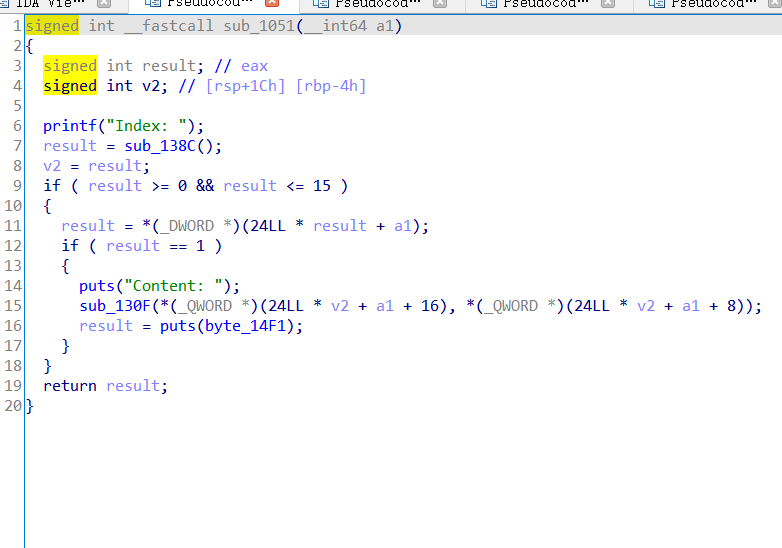 IDA Vie··· Pseudocod··· Pseudocod··· Pseudocod··· Pseudocod···
1 signed int __fastcall sub_1051(__int64 a1)
2 {
3   signed int result; // eax
4   signed int v2; // [rsp+1Ch] [rbp-4h]
5
6   printf("Index: ");
7   result = sub_138C();
8   v2 = result;
9   if ( result >= 0 && result <= 15 )
10   {
11     result = *(_DWORD *)(24LL * result + a1);
12     if ( result == 1 )
13     {
14       puts("Content: ");
15       sub_130F(*(_QWORD *)(24LL * v2 + a1 + 16), *(_QWORD *)(24LL * v2 + a1 + 8));
16       result = puts(byte_14F1);
17     }
18   }
19   return result;
20 }